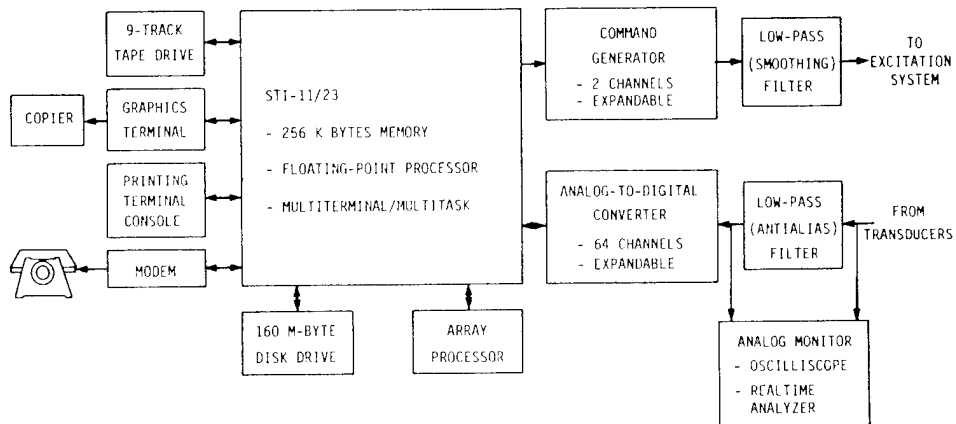 9-TRACK
TAPE DRIVE
COPIER
GRAPHICS
TERMINAL
PRINTING
TERMINAL
CONSOLE
MODEM
STI-11/23
- 256 K BYTES MEMORY
- FLOATING-POINT PROCESSOR
- MULTITERMINAL/MULTITASK
160 M-BYTE
DISK DRIVE
ARRAY
PROCESSOR
COMMAND
GENERATOR
- 2 CHANNELS
- EXPANDABLE
LOW-PASS
(SMOOTHING)
FILTER
TO
EXCITATION
SYSTEM
ANALOG-TO-DIGITAL
CONVERTER
- 64 CHANNELS
- EXPANDABLE
LOW-PASS
(ANTIALIAS)
FILTER
FROM
TRANSDUCERS
ANALOG MONITOR
- OSCILLISCOPE
- REALTIME
ANALYZER